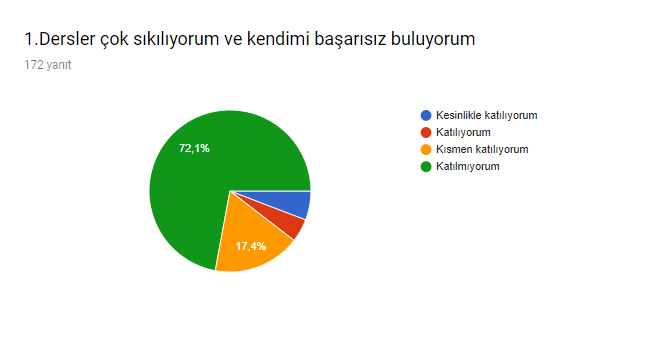 1.Dersler çok sıkılıyorum ve kendimi başarısız buluyorum
172 yanıt
72,1%
17,4%
Kesinlikle katılıyorum
Katılıyorum
Kısmen katılıyorum
Katılmıyorum